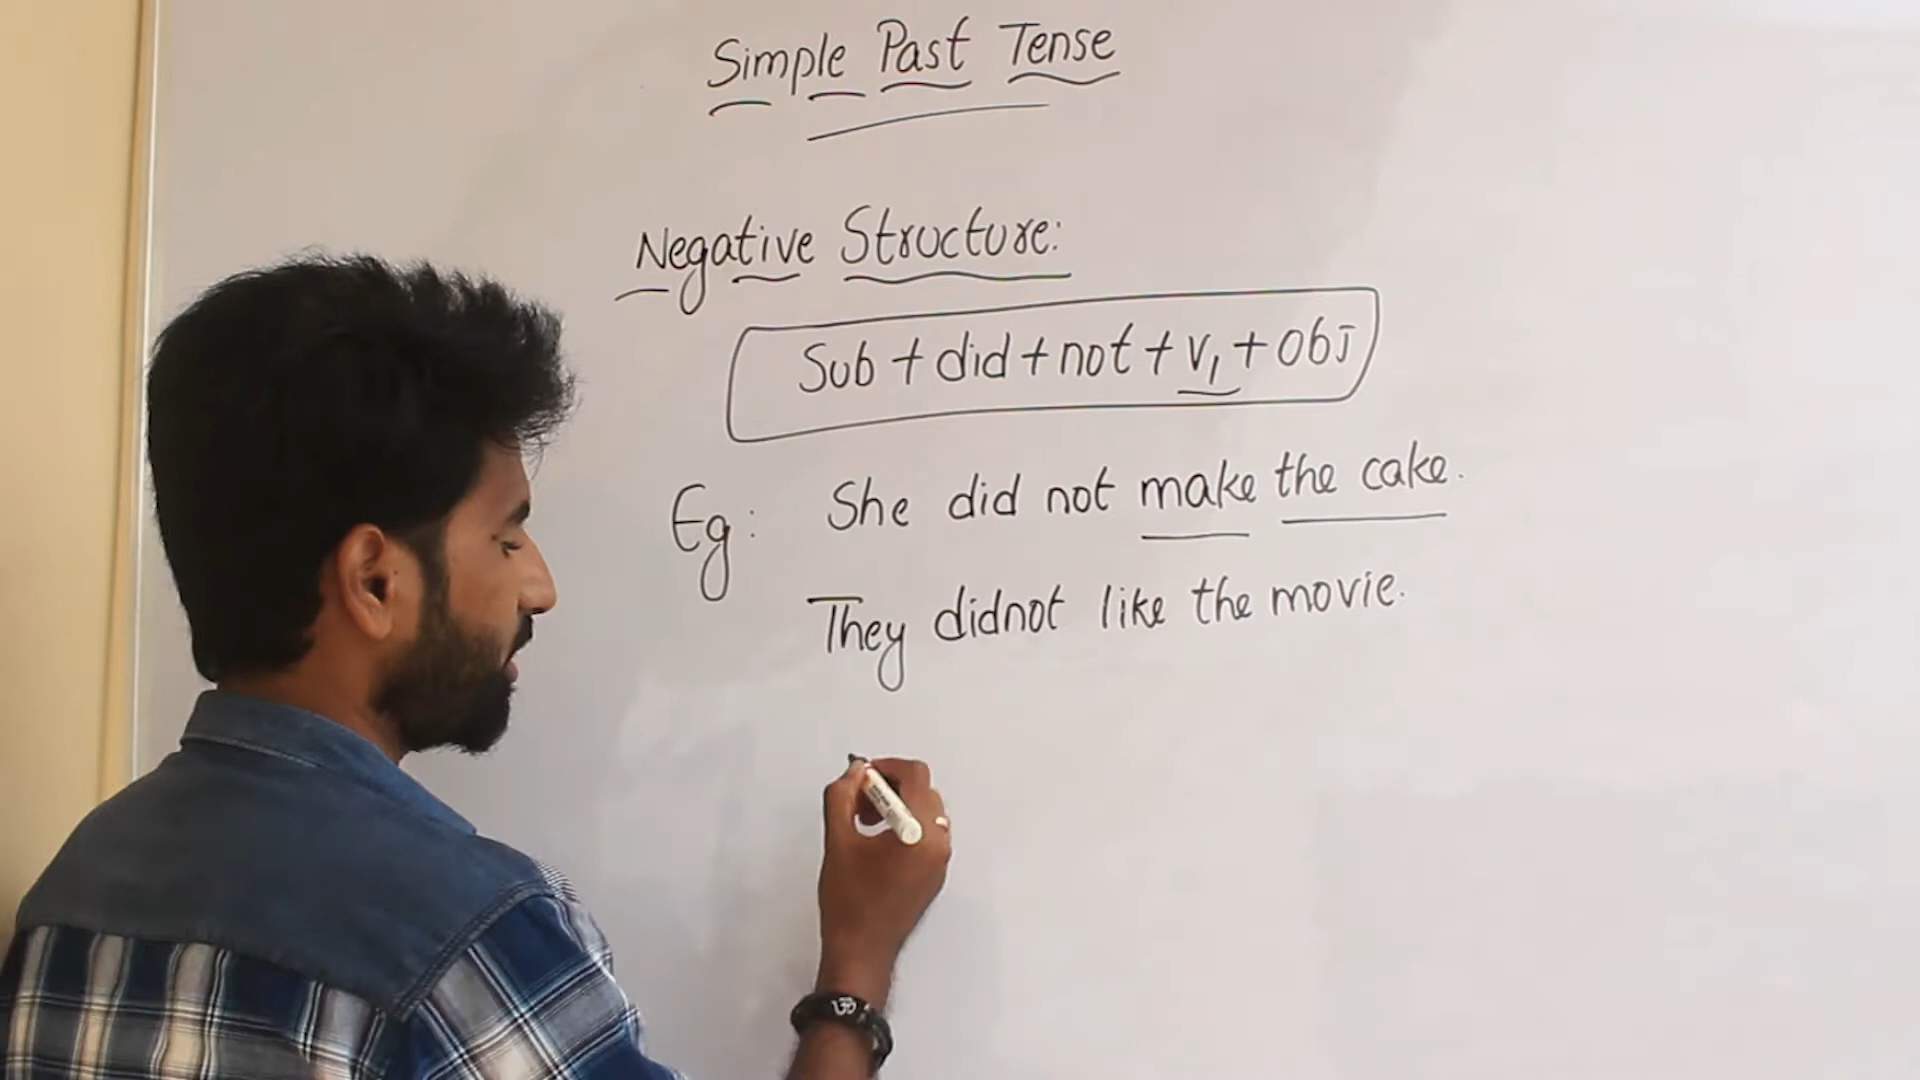 Simple Past Tense
Negative Structure:
Sub + did + not + V1 + obj
Eg: She did not make the cake.
They didnot like the movie.